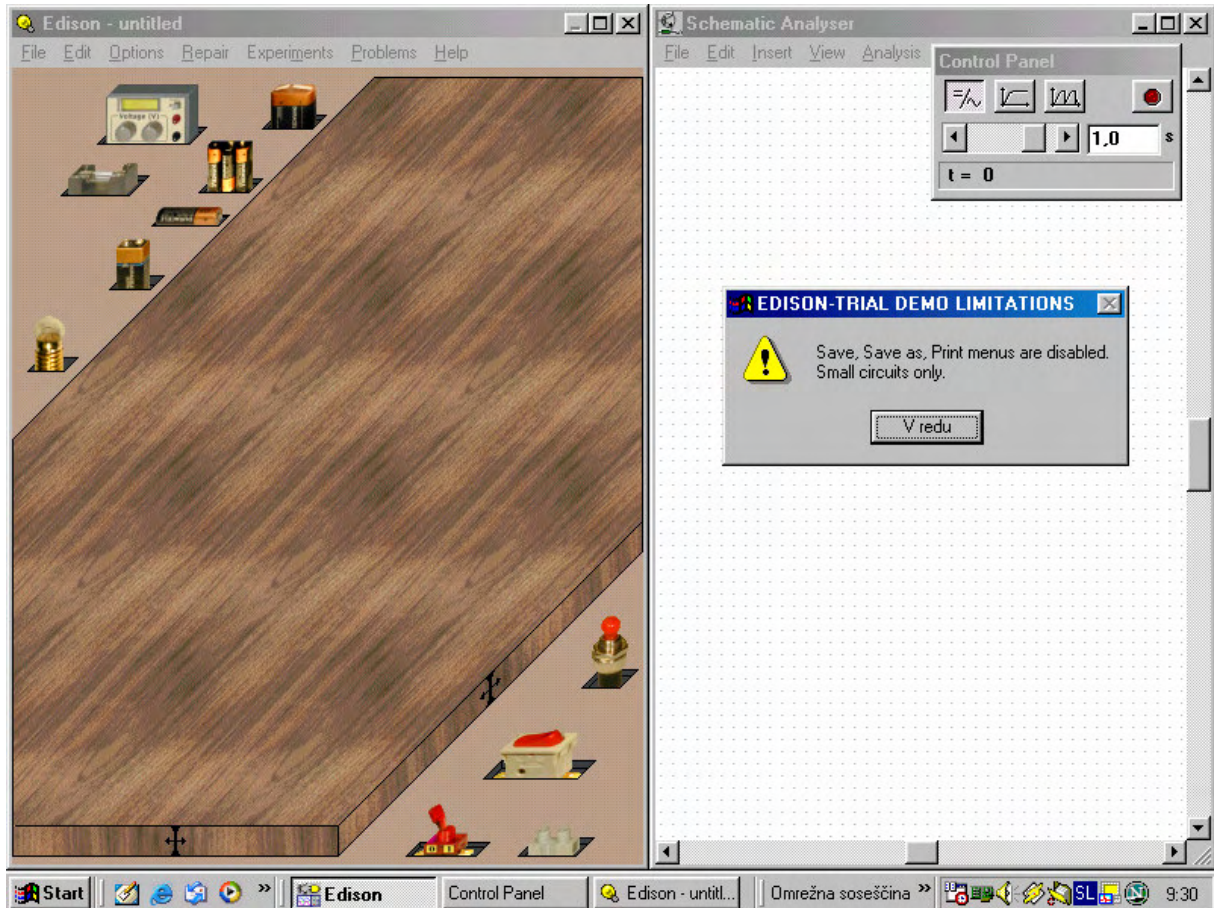 Edison - untitled
File Edit Options Repair Experiments Problems Help
Voltage (V)
0 1
Schematic Analyser
File Edit Insert View Analysis
Control Panel
1,0 s
t = 0
EDISON-TRIAL DEMO LIMITATIONS
Save, Save as, Print menus are disabled.
Small circuits only.
V redu
Start » Edison Control Panel Edison - untitl... Omrežna soseščina » SL 9:30